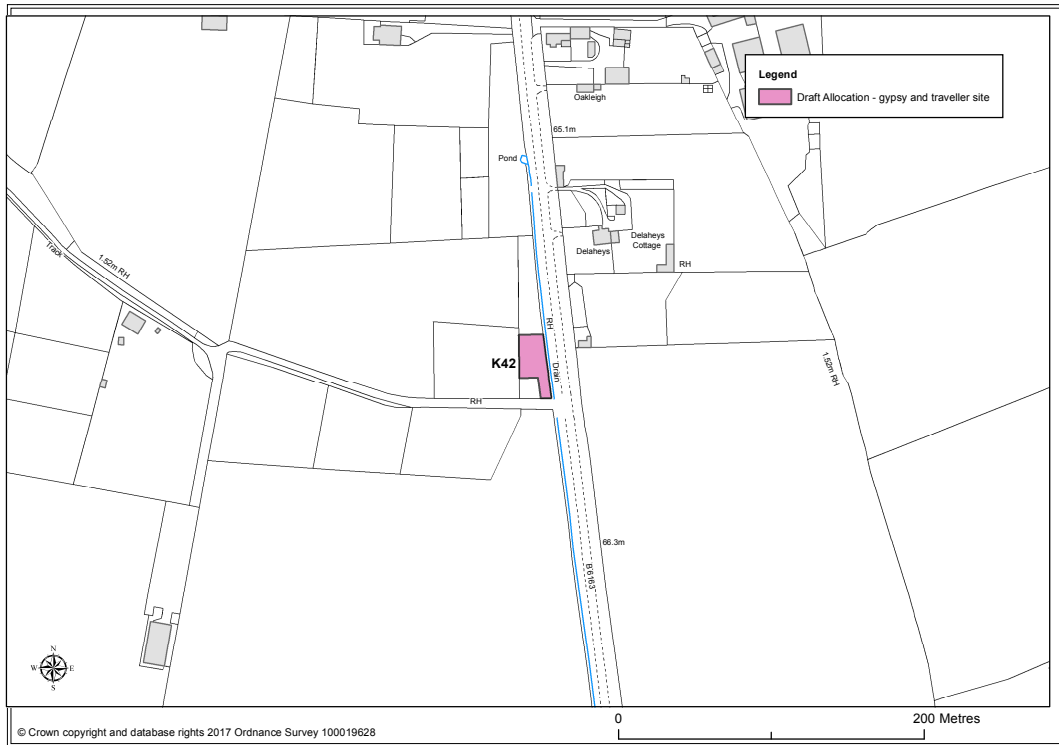 Legend
Draft Allocation - gypsy and traveller site
Oakleigh
65.1m
Pond
Delaheys
Cottage
Delaheys
RH
Track
1.52m RH
RH
K42
Drain
1.52m RH
RH
66.3m
B 6163
N
W E
S
0 200 Metres
© Crown copyright and database rights 2017 Ordnance Survey 100019628